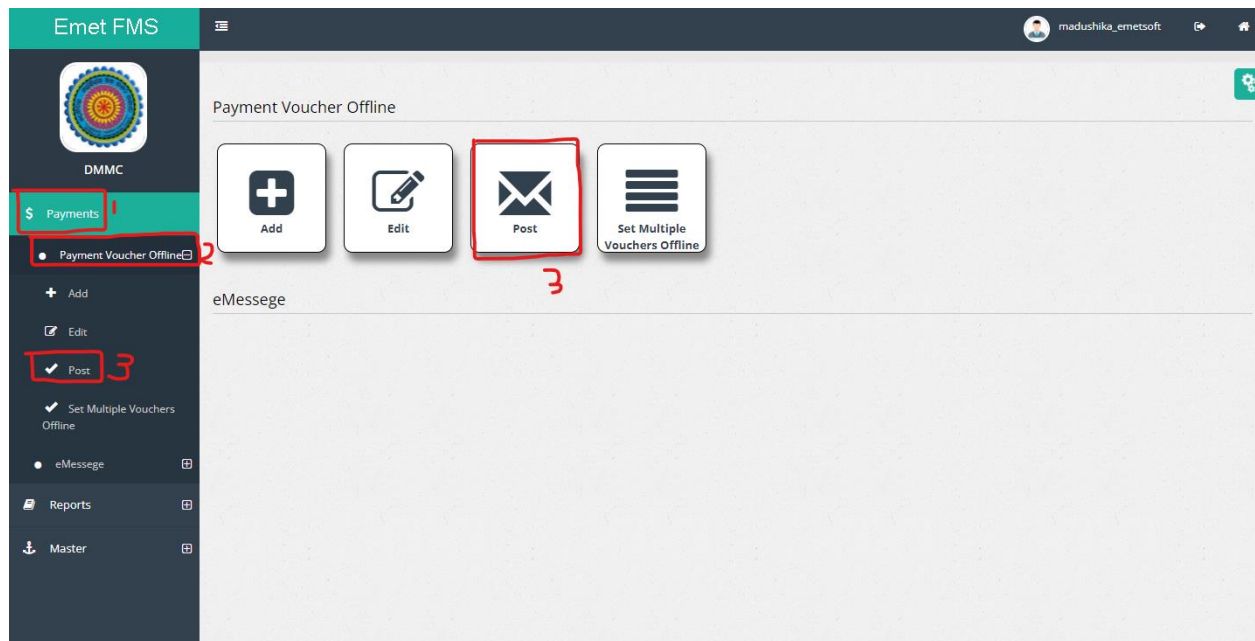 Emet FMS
madushika_emetsoft
DMMC
$ Payments 1
Payment Voucher Offline 2
Add
Edit
Post 3
Set Multiple Vouchers
Offline
eMessege
Reports
Master
Payment Voucher Offline
Add
Edit
Post
Set Multiple
Vouchers Offline
3
eMessege